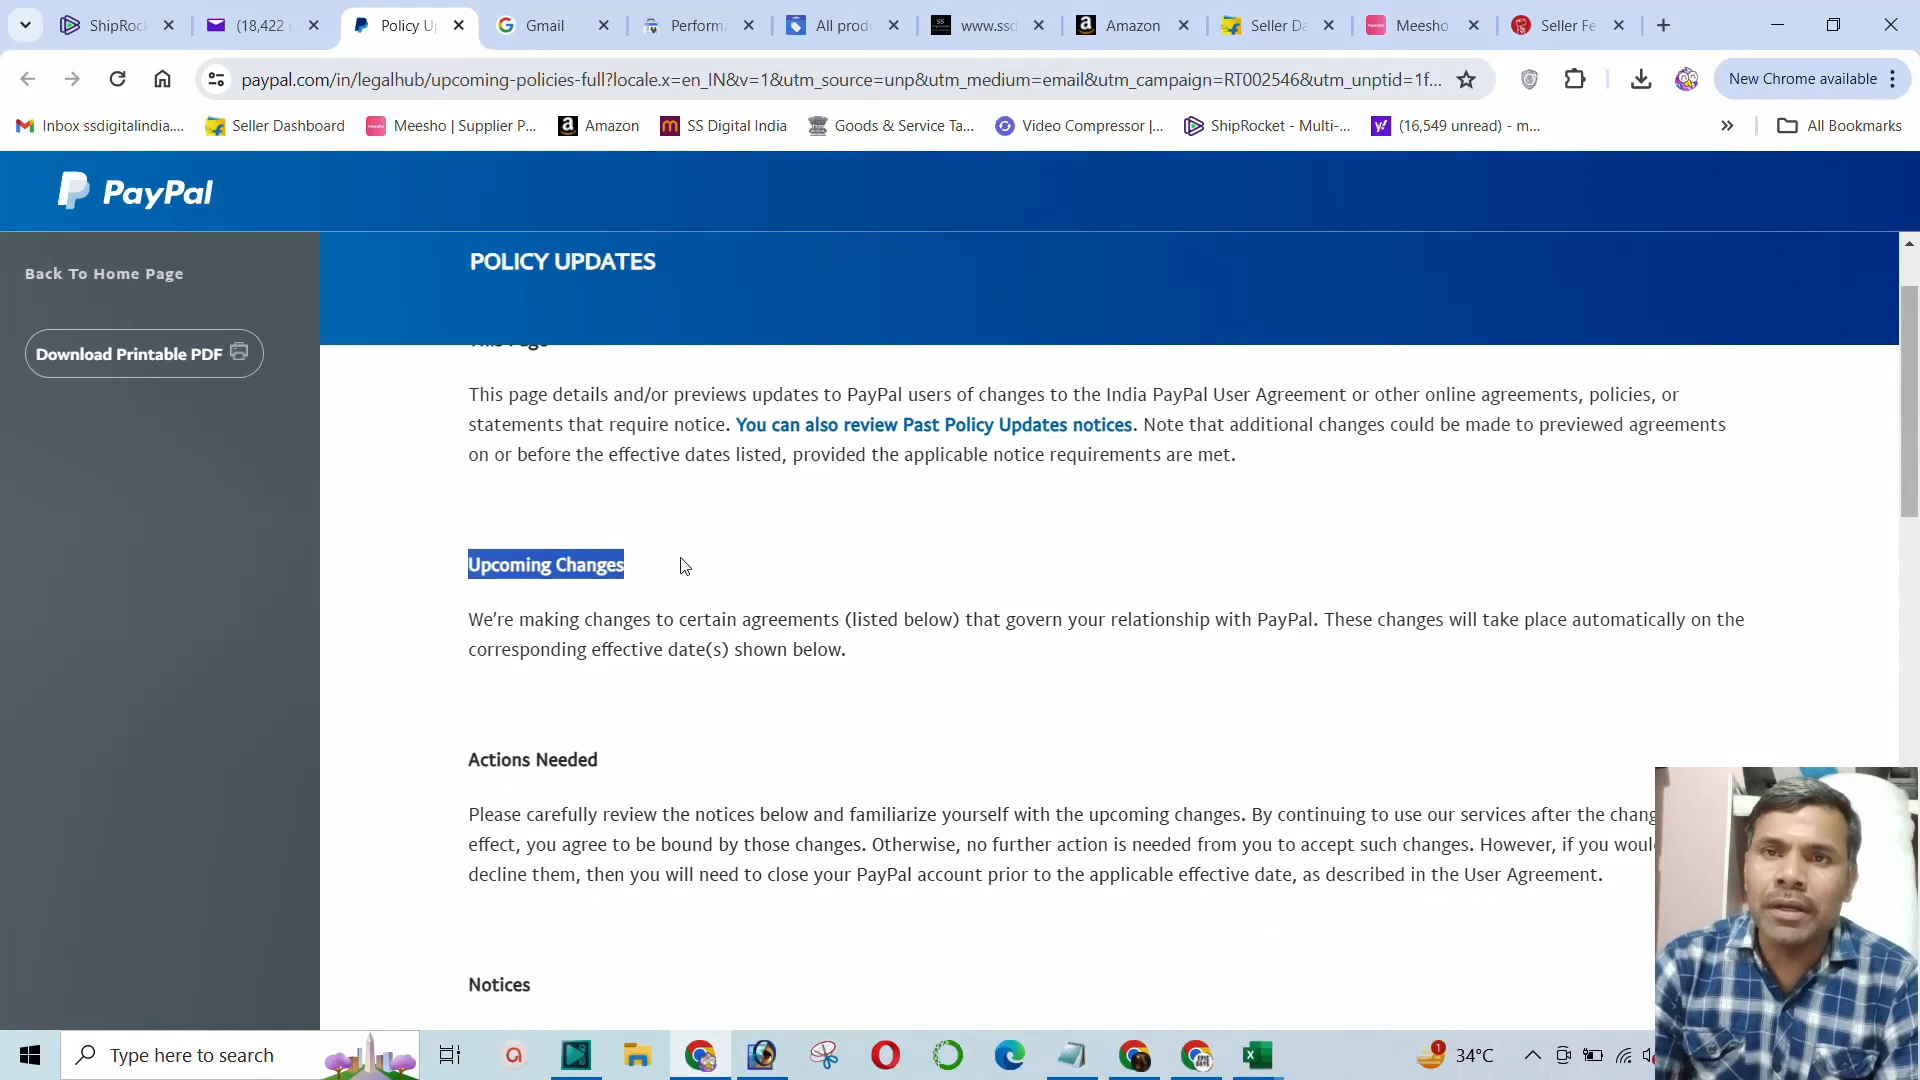 ShipRock
(18,422
Policy U
Gmail
Perform
All prod
www.ssd
Amazon
Seller Da
Meesho
Seller Fe
paypal.com/in/legalhub/upcoming-policies-full?locale.x=en_IN&v=1&utm_source=unp&utm_medium=email&utm_campaign=RT002546&utm_unptid=1f...
New Chrome available
Inbox ssdigitalindia....
Seller Dashboard
Meesho | Supplier P...
Amazon
SS Digital India
Goods & Service Ta...
Video Compressor |...
ShipRocket - Multi-...
(16,549 unread) - m...
All Bookmarks
PayPal
Back To Home Page
Download Printable PDF
POLICY UPDATES
This Page
This page details and/or previews updates to PayPal users of changes to the India PayPal User Agreement or other online agreements, policies, or
statements that require notice. You can also review Past Policy Updates notices. Note that additional changes could be made to previewed agreements
on or before the effective dates listed, provided the applicable notice requirements are met.
Upcoming Changes
We're making changes to certain agreements (listed below) that govern your relationship with PayPal. These changes will take place automatically on the
corresponding effective date(s) shown below.
Actions Needed
Please carefully review the notices below and familiarize yourself with the upcoming changes. By continuing to use our services after the chang
effect, you agree to be bound by those changes. Otherwise, no further action is needed from you to accept such changes. However, if you woul
decline them, then you will need to close your PayPal account prior to the applicable effective date, as described in the User Agreement.
Notices
Type here to search
34°C